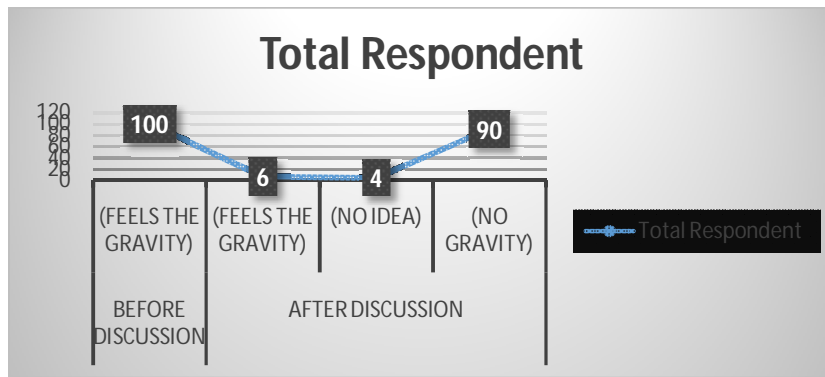 Total Respondent
120
100
80
60
40
20
0
100
6
4
90
(FEELS THE
GRAVITY)
(FEELS THE
GRAVITY)
(NO IDEA)
(NO
GRAVITY)
BEFORE
DISCUSSION
AFTER DISCUSSION
Total Respondent